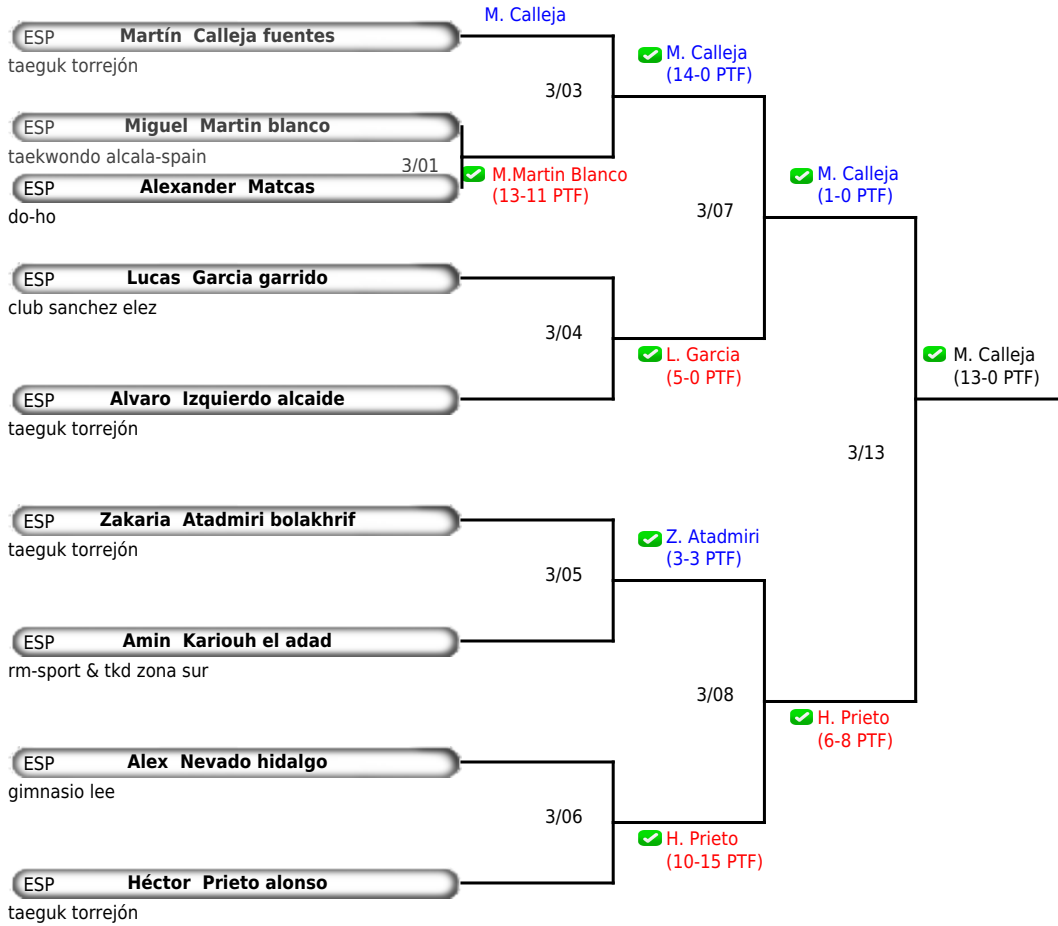 M. Calleja
ESP Martín Calleja fuentes
taeguk torrejón
M. Calleja
(14-0 PTF)
3/03
ESP Miguel Martin blanco
taekwondo alcala-spain
3/01
M.Martin Blanco
(13-11 PTF)
ESP Alexander Matcas
do-ho
M. Calleja
(1-0 PTF)
3/07
ESP Lucas Garcia garrido
club sanchez elez
3/04
L. Garcia
(5-0 PTF)
M. Calleja
(13-0 PTF)
ESP Alvaro Izquierdo alcaide
taeguk torrejón
3/13
ESP Zakaria Atadmiri bolakhrif
taeguk torrejón
Z. Atadmiri
(3-3 PTF)
3/05
ESP Amin Kariouh el adad
rm-sport & tkd zona sur
3/08
H. Prieto
(6-8 PTF)
ESP Alex Nevado hidalgo
gimnasio lee
3/06
H. Prieto
(10-15 PTF)
ESP Héctor Prieto alonso
taeguk torrejón